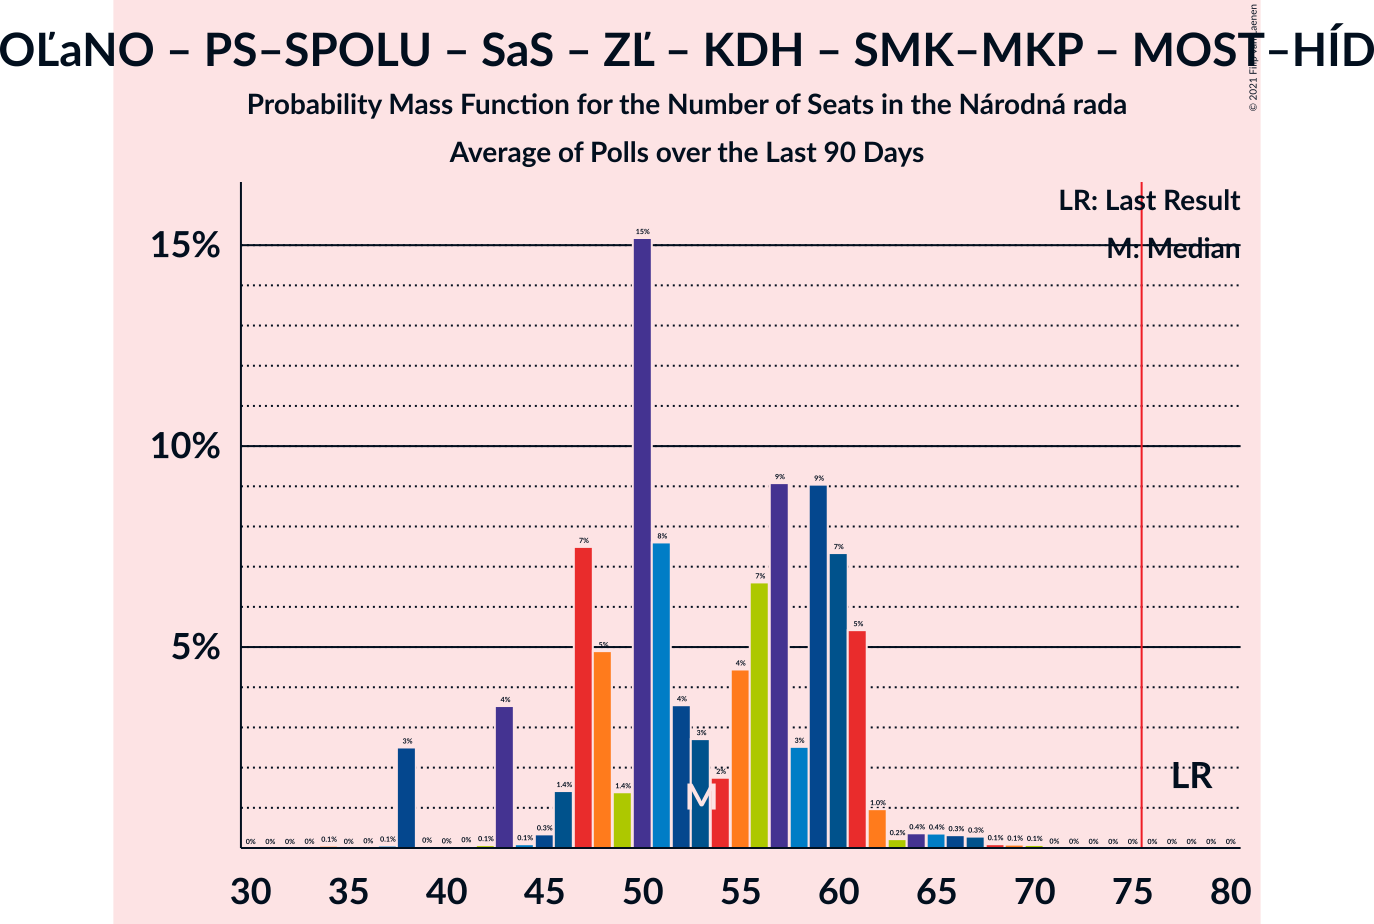 OĽaNO – PS–SPOLU – SaS – ZĽ – KDH – SMK–MKP – MOST–HÍD
© 2021 Filip van Laenen
Probability Mass Function for the Number of Seats in the Národná rada
Average of Polls over the Last 90 Days
LR: Last Result
M: Median
15%
10%
5%
0% 0% 0% 0% 0.1% 0% 0% 0.1% 3% 0% 0% 0% 0.1% 4% 0.1% 0.3% 1.4% 7% 5% 1.4% 15% 8% 4% 3% 2% 4% 7% 9% 3% 9% 7% 5% 1.0% 0.2% 0.4% 0.4% 0.3% 0.3% 0.1% 0.1% 0.1% 0% 0% 0% 0% 0% 0% 0% 0% 0% 0%
M
LR
30 35 40 45 50 55 60 65 70 75 80